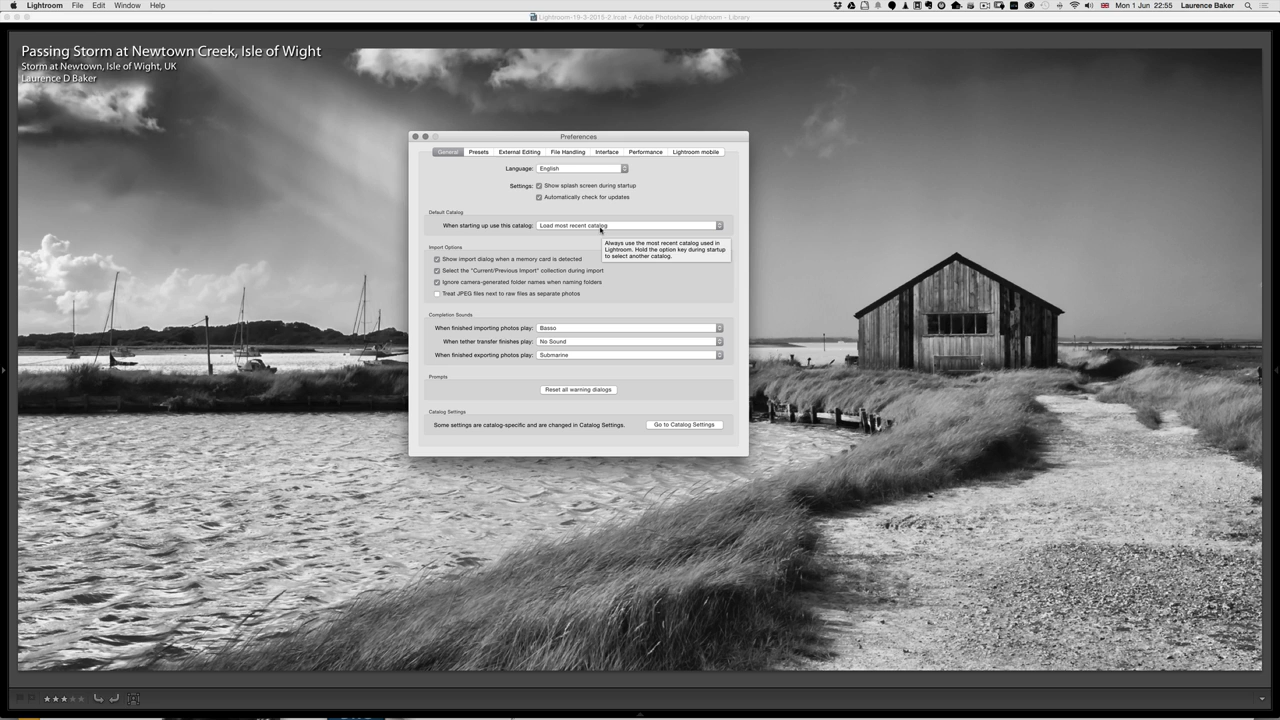 Lightroom File Edit Window Help
Mon 1 Jun 22:55 Laurence Baker
Lightroom-19-3-2015-2.lrcat - Adobe Photoshop Lightroom - Library
Passing Storm at Newtown Creek, Isle of Wight
Storm at Newtown, Isle of Wight, UK
Laurence D Baker
Preferences
General Presets External Editing File Handling Interface Performance Lightroom mobile
Language: English
Settings: Show splash screen during startup
Automatically check for updates
Default Catalog
When starting up use this catalog: Load most recent catalog
Always use the most recent catalog used in
Lightroom. Hold the option key during startup
to select another catalog.
Import Options
Show import dialog when a memory card is detected
Select the "Current/Previous Import" collection during import
Ignore camera-generated folder names when naming folders
Treat JPEG files next to raw files as separate photos
Completion Sounds
When finished importing photos play: Basso
When tether transfer finishes play: No Sound
When finished exporting photos play: Submarine
Prompts
Reset all warning dialogs
Catalog Settings
Some settings are catalog-specific and are changed in Catalog Settings. Go to Catalog Settings